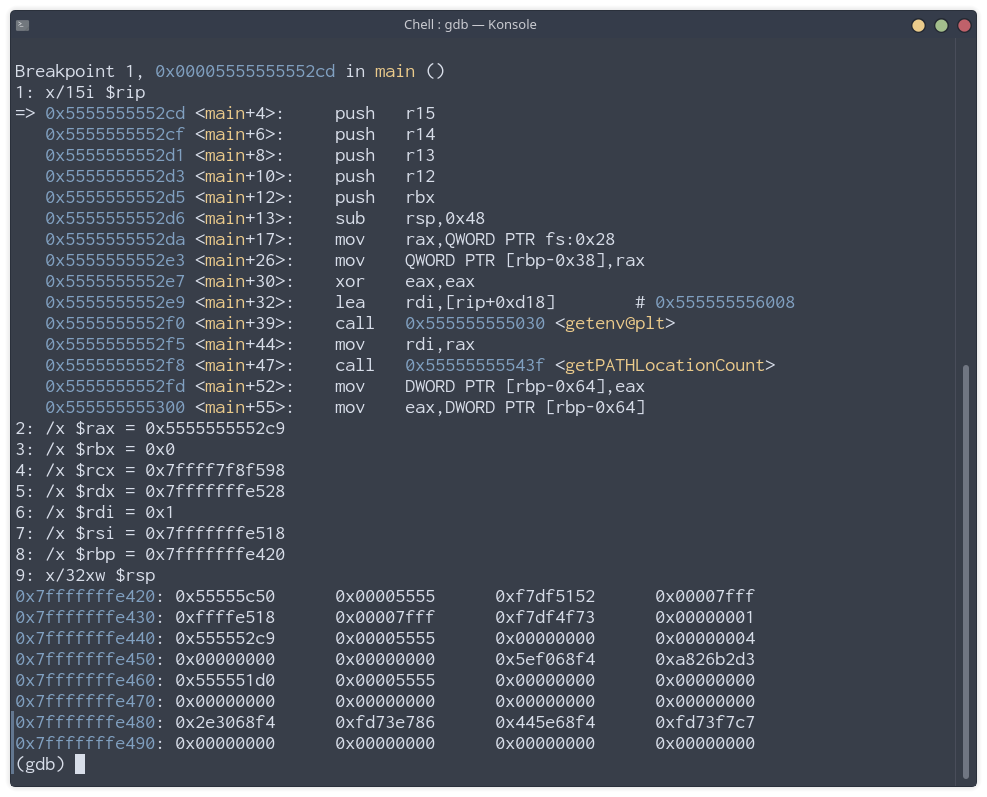 Chell : gdb — Konsole
Breakpoint 1, 0x00005555555552cd in main ()
1: x/15i $rip
=> 0x5555555552cd <main+4>:     push   r15
   0x5555555552cf <main+6>:     push   r14
   0x5555555552d1 <main+8>:     push   r13
   0x5555555552d3 <main+10>:    push   r12
   0x5555555552d5 <main+12>:    push   rbx
   0x5555555552d6 <main+13>:    sub    rsp,0x48
   0x5555555552da <main+17>:    mov    rax,QWORD PTR fs:0x28
   0x5555555552e3 <main+26>:    mov    QWORD PTR [rbp-0x38],rax
   0x5555555552e7 <main+30>:    xor    eax,eax
   0x5555555552e9 <main+32>:    lea    rdi,[rip+0xd18]        # 0x555555556008
   0x5555555552f0 <main+39>:    call   0x555555555030 <getenv@plt>
   0x5555555552f5 <main+44>:    mov    rdi,rax
   0x5555555552f8 <main+47>:    call   0x55555555543f <getPATHLocationCount>
   0x5555555552fd <main+52>:    mov    DWORD PTR [rbp-0x64],eax
   0x555555555300 <main+55>:    mov    eax,DWORD PTR [rbp-0x64]
2: /x $rax = 0x5555555552c9
3: /x $rbx = 0x0
4: /x $rcx = 0x7ffff7f8f598
5: /x $rdx = 0x7fffffffe528
6: /x $rdi = 0x1
7: /x $rsi = 0x7fffffffe518
8: /x $rbp = 0x7fffffffe420
9: x/32xw $rsp
0x7fffffffe420: 0x55555c50      0x00005555      0xf7df5152      0x00007fff
0x7fffffffe430: 0xffffe518      0x00007fff      0xf7df4f73      0x00000001
0x7fffffffe440: 0x555552c9      0x00005555      0x00000000      0x00000004
0x7fffffffe450: 0x00000000      0x00000000      0x5ef068f4      0xa826b2d3
0x7fffffffe460: 0x555551d0      0x00005555      0x00000000      0x00000000
0x7fffffffe470: 0x00000000      0x00000000      0x00000000      0x00000000
0x7fffffffe480: 0x2e3068f4      0xfd73e786      0x445e68f4      0xfd73f7c7
0x7fffffffe490: 0x00000000      0x00000000      0x00000000      0x00000000
(gdb)